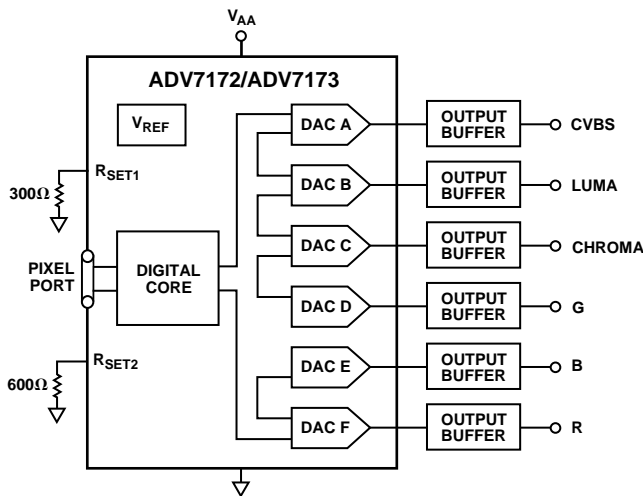 VAA
ADV7172/ADV7173
VREF
DAC A
OUTPUT
BUFFER
CVBS
RSET1
300Ω
DAC B
OUTPUT
BUFFER
LUMA
PIXEL
PORT
DIGITAL
CORE
DAC C
OUTPUT
BUFFER
CHROMA
DAC D
OUTPUT
BUFFER
G
RSET2
600Ω
DAC E
OUTPUT
BUFFER
B
DAC F
OUTPUT
BUFFER
R